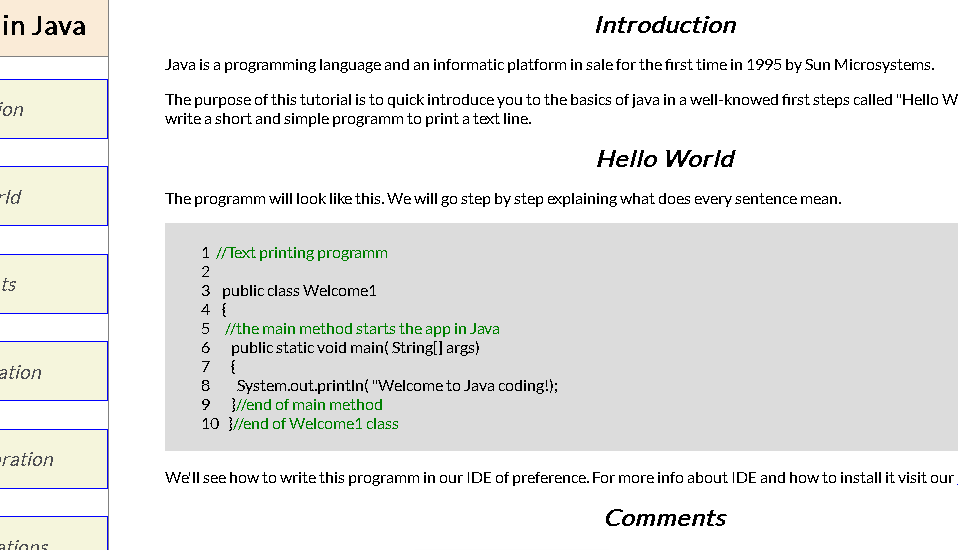 in Java
ion
rld
ts
ation
ration
ations
Introduction
Java is a programming language and an informatic platform in sale for the first time in 1995 by Sun Microsystems.
The purpose of this tutorial is to quick introduce you to the basics of java in a well-knowed first steps called "Hello W
write a short and simple programm to print a text line.
Hello World
The programm will look like this. We will go step by step explaining what does every sentence mean.
1 //Text printing programm
2
3 public class Welcome1
4 {
5 //the main method starts the app in Java
6 public static void main( String[] args)
7 {
8 System.out.println( "Welcome to Java coding!);
9 }//end of main method
10 }//end of Welcome1 class
We'll see how to write this programm in our IDE of preference. For more info about IDE and how to install it visit our
Comments